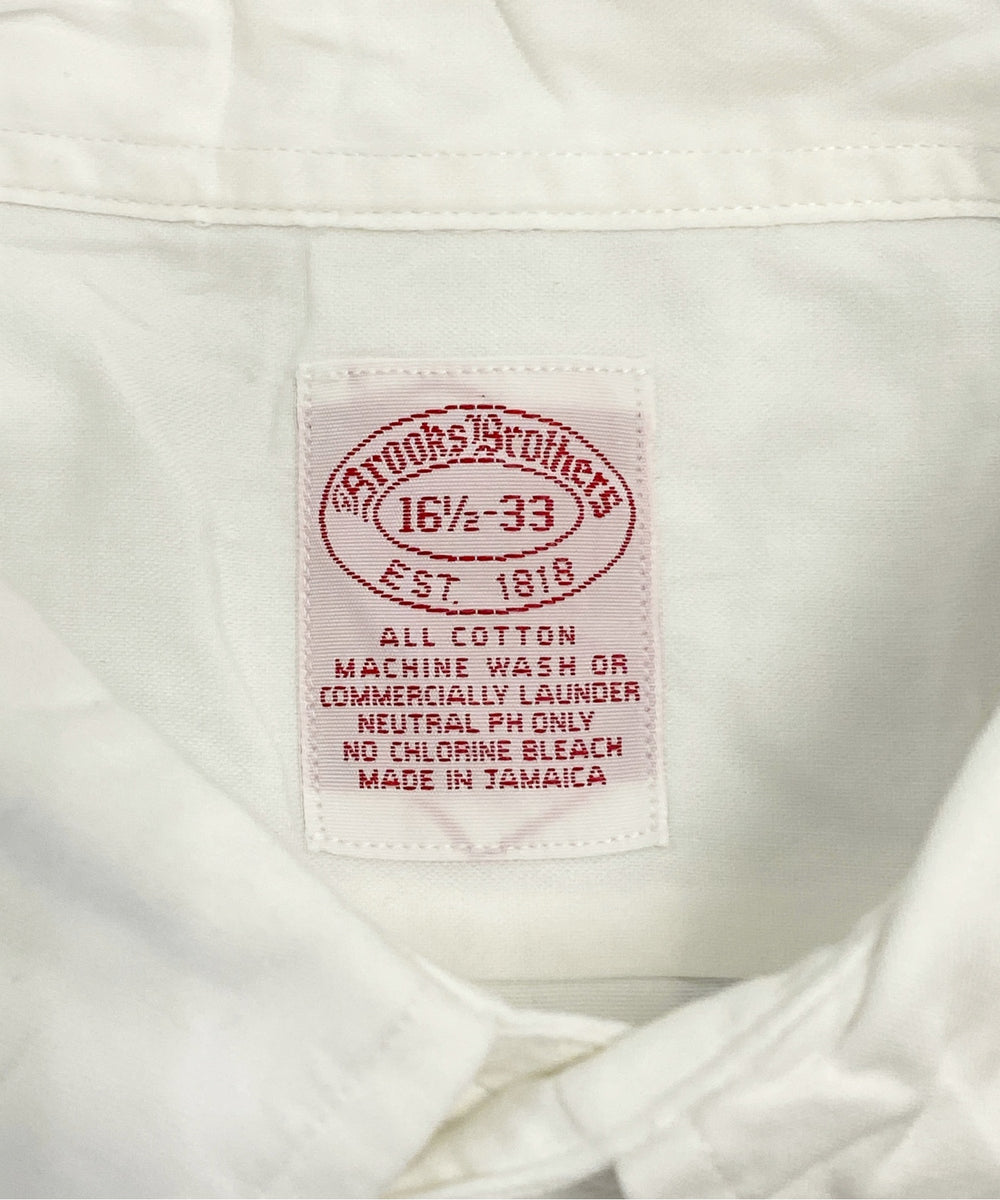 Brooks Brothers
16½-33
EST. 1818
ALL COTTON
MACHINE WASH OR
COMMERCIALLY LAUNDER
NEUTRAL PH ONLY
NO CHLORINE BLEACH
MADE IN JAMAICA